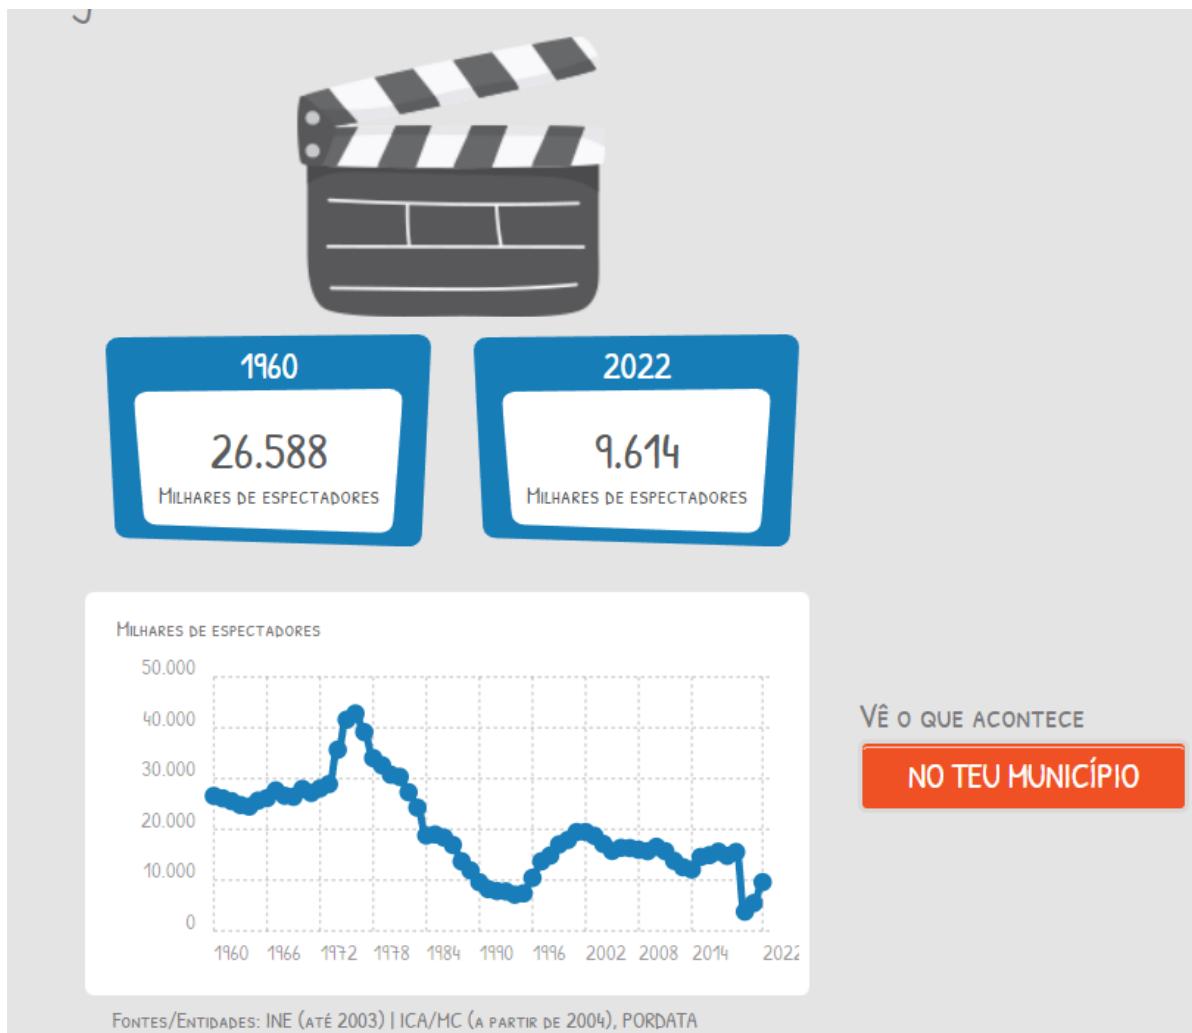 1960
26.588
MILHARES DE ESPECTADORES
2022
9.614
MILHARES DE ESPECTADORES
MILHARES DE ESPECTADORES
50.000
40.000
30.000
20.000
10.000
0
1960 1966 1972 1978 1984 1990 1996 2002 2008 2014 2022
VÊ O QUE ACONTECE
NO TEU MUNICÍPIO
FONTES/ENTIDADES: INE (ATÉ 2003) | ICA/MC (A PARTIR DE 2004), PORDATA